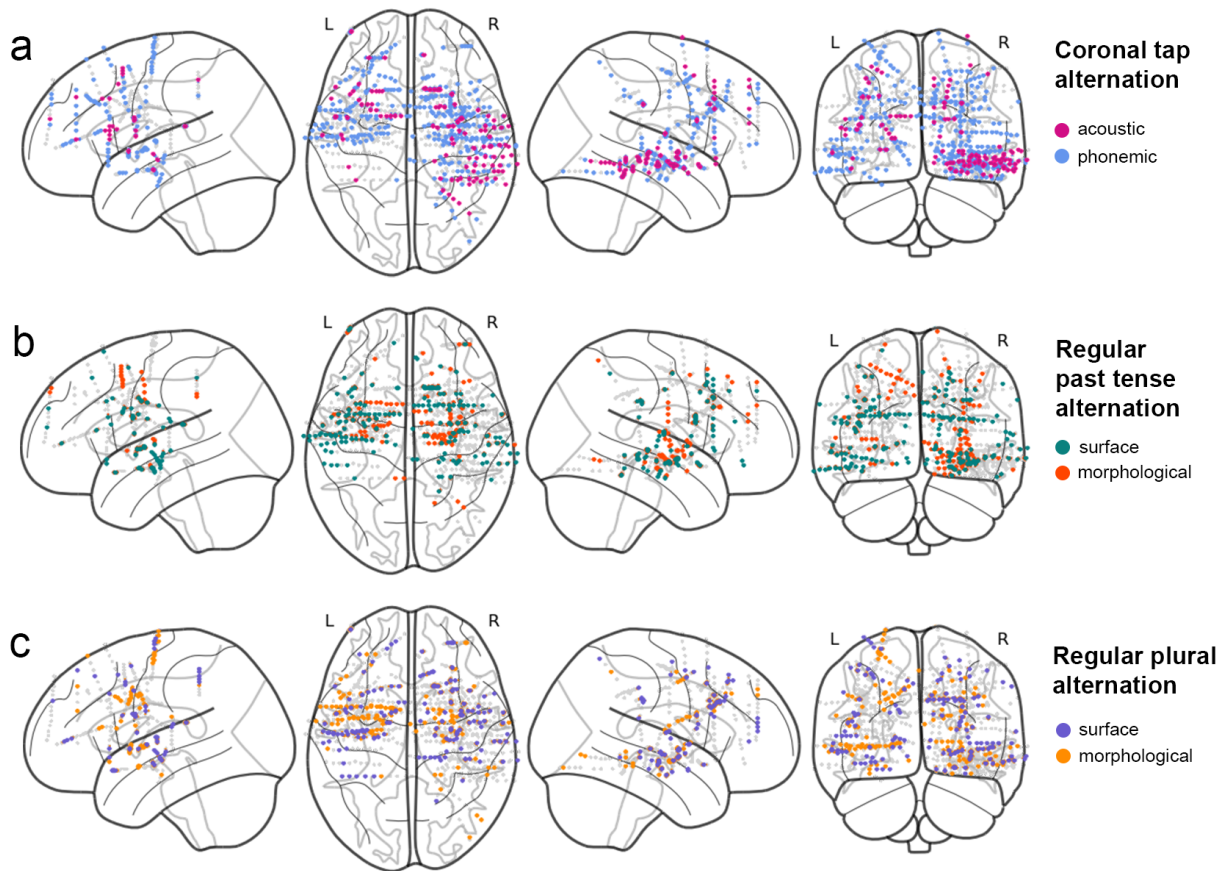 a
L
R
L
R
Coronal tap
alternation
acoustic
phonemic
b
L
R
L
R
Regular
past tense
alternation
surface
morphological
c
L
R
L
R
Regular plural
alternation
surface
morphological